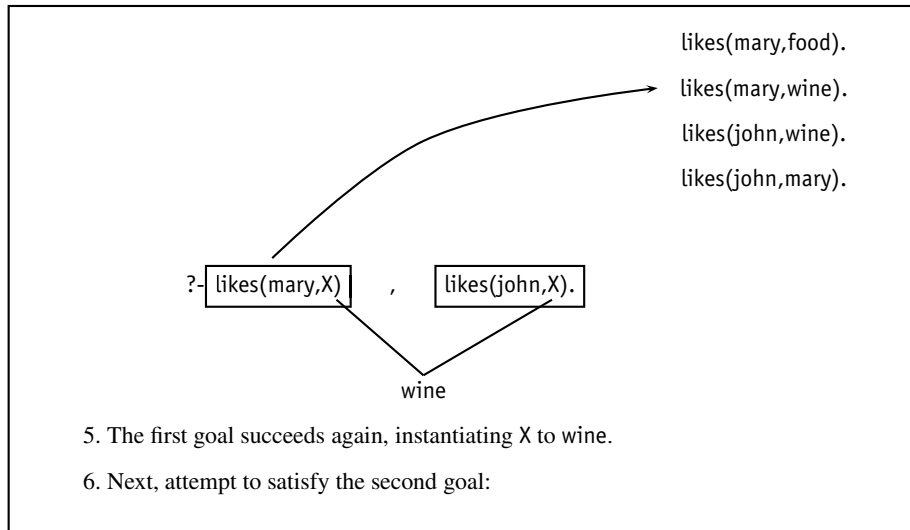 likes(mary,food).
likes(mary,wine).
likes(john,wine).
likes(john,mary).
?- likes(mary,X) , likes(john,X).
wine
5. The first goal succeeds again, instantiating X to wine.
6. Next, attempt to satisfy the second goal: